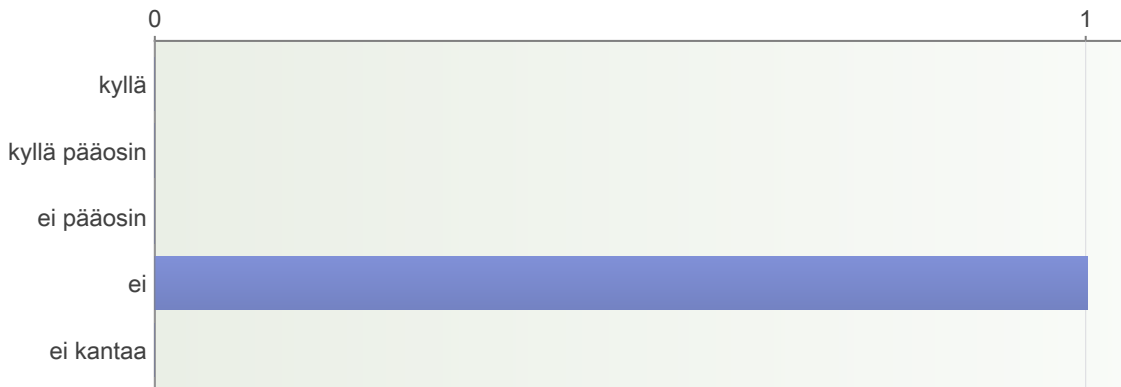 0 1
kyllä
kyllä pääosin
ei pääosin
ei
ei kantaa